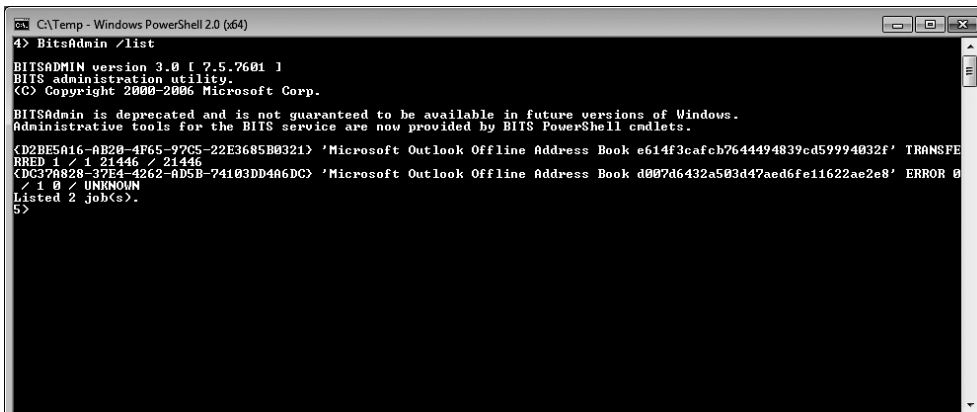 C:\Temp - Windows PowerShell 2.0 (x64)
4> BitsAdmin /list
BITSADMIN version 3.0 [ 7.5.7601 ]
BITS administration utility.
(C) Copyright 2000-2006 Microsoft Corp.
BITSAdmin is deprecated and is not guaranteed to be available in future versions of Windows.
Administrative tools for the BITS service are now provided by BITS PowerShell cmdlets.
{D2BE5A16-AB20-4F65-97C5-22E3685B0321} 'Microsoft Outlook Offline Address Book e614f3cafcb7644494839cd59994032f' TRANSFE
RRED 1 / 1 21446 / 21446
{DC37A828-37E4-4262-AD5B-74103DD4A6DC} 'Microsoft Outlook Offline Address Book d007d6432a503d47aed6fe11622ae2e8' ERROR 0
/ 1 0 / UNKNOWN
Listed 2 job(s).
5>